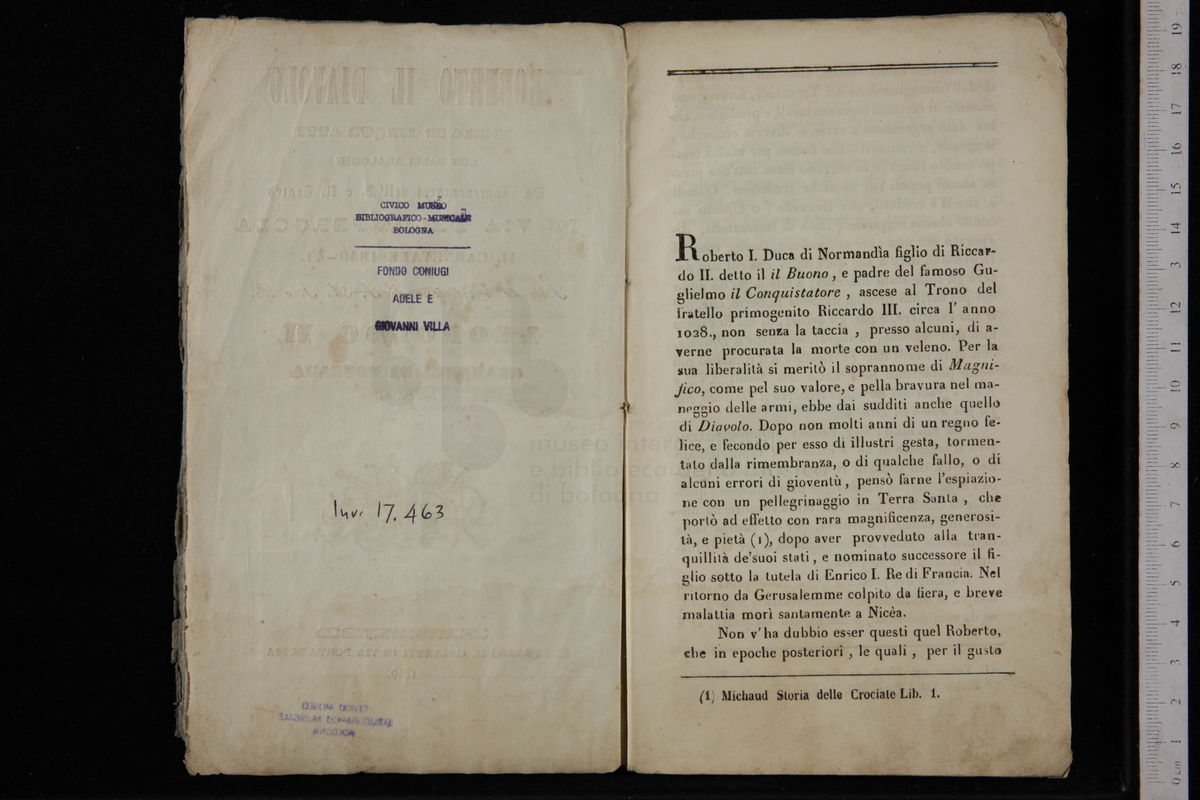 CIVICO MUSEO
BIBLIOGRAFICO-MUSICALE
BOLOGNA
FONDO CONIUGI
ADELE E
GIOVANNI VILLA
Inv. 17.463
Roberto I. Duca di Normandìa figlio di Riccar-
do II. detto il il Buono, e padre del famoso Gu-
glielmo il Conquistatore, ascese al Trono del
fratello primogenito Riccardo III. circa l'anno
1028., non senza la taccia, presso alcuni, di a-
verne procurata la morte con un veleno. Per la
sua liberalità si meritò il soprannome di Magni-
fico, come pel suo valore, e pella bravura nel ma-
neggio delle armi, ebbe dai sudditi anche quello
di Diavolo. Dopo non molti anni di un regno fe-
lice, e fecondo per esso di illustri gesta, tormen-
tato dalla rimembranza, o di qualche fallo, o di
alcuni errori di gioventù, pensò farne l'espiazio-
ne con un pellegrinaggio in Terra Santa, che
portò ad effetto con rara magnificenza, generosi-
tà, e pietà (1), dopo aver provveduto alla tran-
quillità de'suoi stati, e nominato successore il fi-
glio sotto la tutela di Enrico I. Re di Francia. Nel
ritorno da Gerusalemme colpito da fiera, e breve
malattia morì santamente a Nicèa.
Non v'ha dubbio esser questi quel Roberto,
che in epoche posteriori, le quali, per il gusto
(1) Michaud Storia delle Crociate Lib. 1.